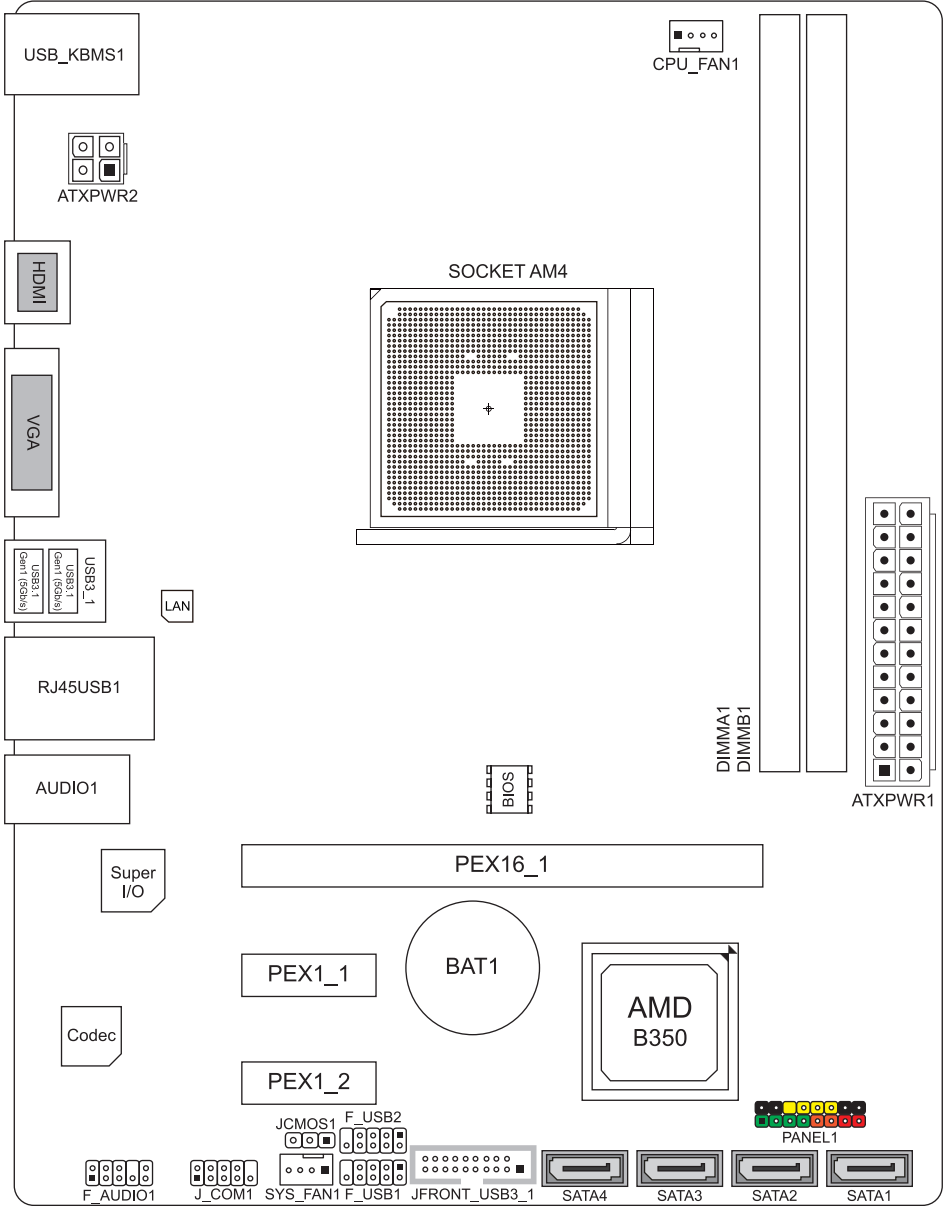 USB_KBMS1
CPU_FAN1
ATXPWR2
HDMI
SOCKET AM4
VGA
USB3.1
Gen1 (5Gb/s)
USB3.1
Gen1 (5Gb/s)
USB3_1
LAN
RJ45USB1
DIMMA1
DIMMB1
AUDIO1
BIOS
ATXPWR1
PEX16_1
Super
I/O
BAT1
PEX1_1
AMD
B350
Codec
PEX1_2
JCMOS1
F_USB2
PANEL1
F_AUDIO1
J_COM1
SYS_FAN1
F_USB1
JFRONT_USB3_1
SATA4
SATA3
SATA2
SATA1